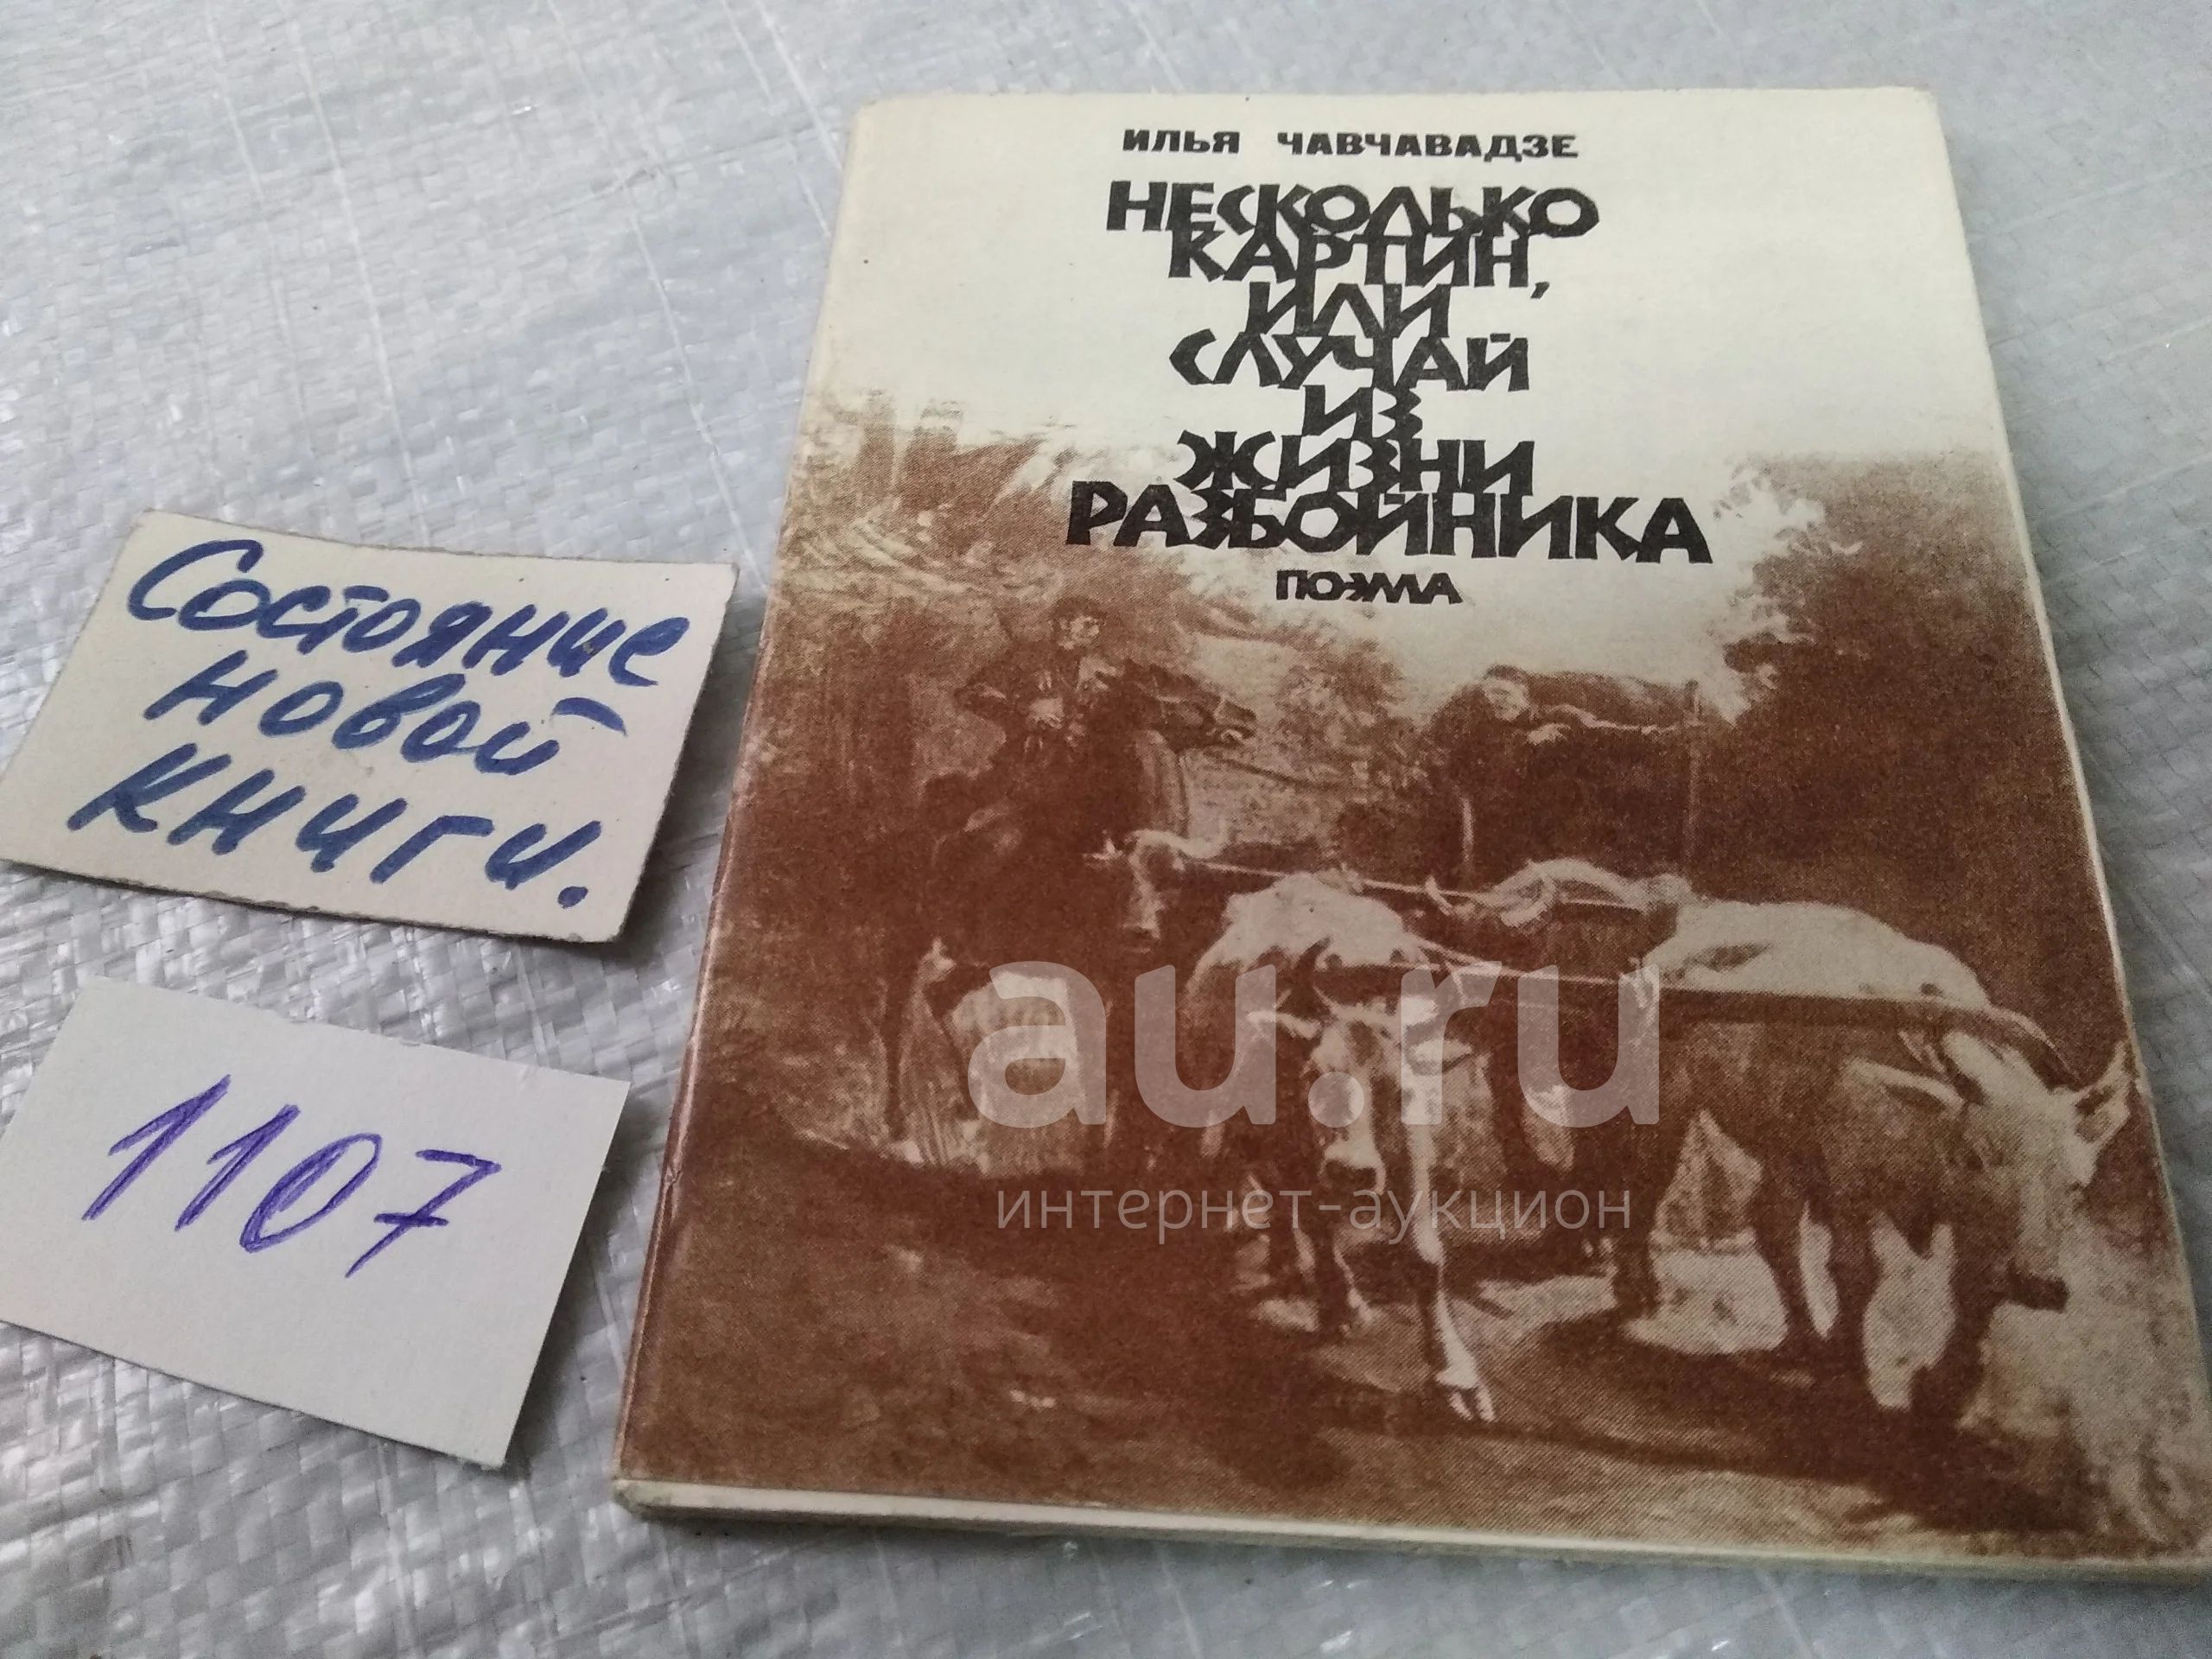 ИЛЬЯ ЧАВЧАВАДЗЕ
НЕСКОЛЬКО
КАРТИН,
ИЛИ
СЛУЧАЙ
ИЗ
ЖИЗНИ
РАЗБОЙНИКА
ПОЭМА
Состояние
новой
книги.
1107
au.ru
интернет-аукцион